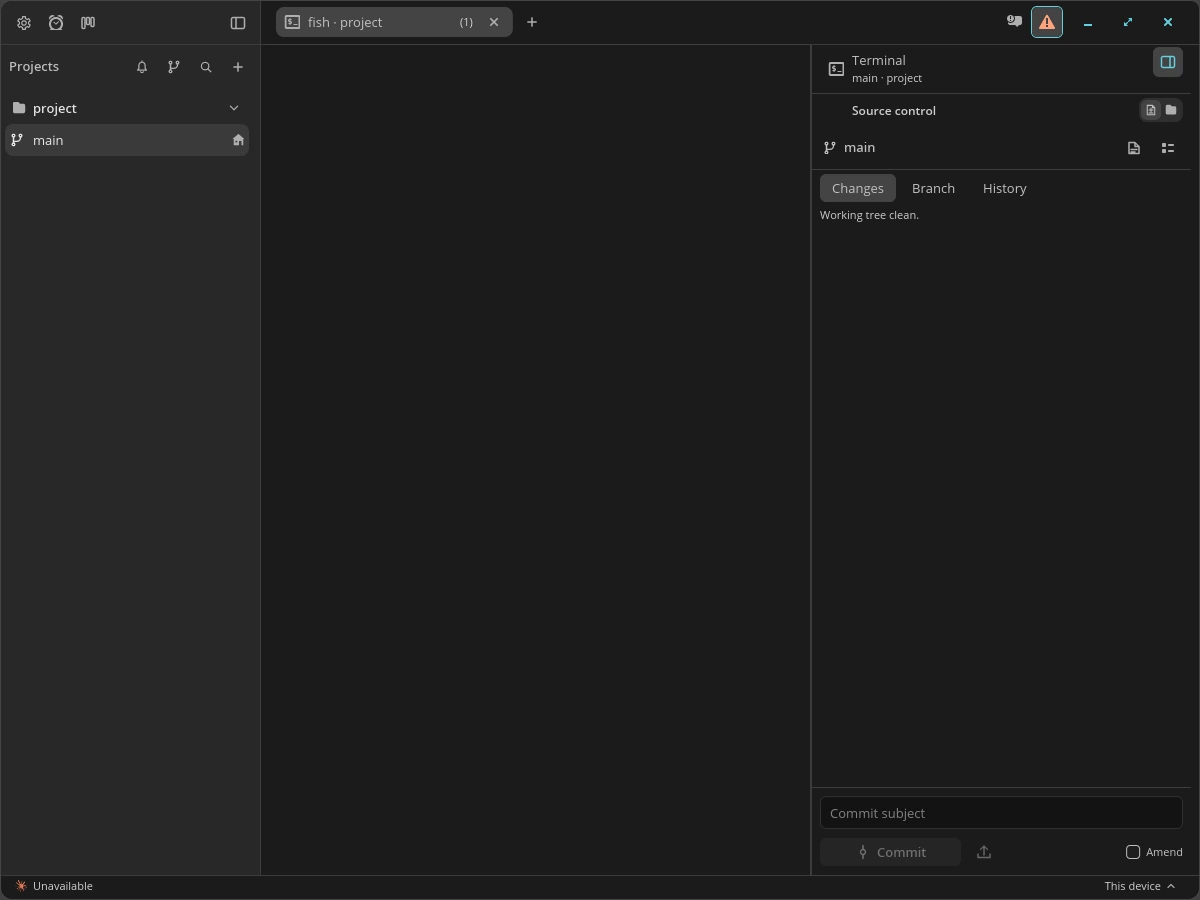 fish · project (1)
Projects
project
main
Terminal
main · project
Source control
main
Changes Branch History
Working tree clean.
Commit subject
Commit
Amend
Unavailable
This device